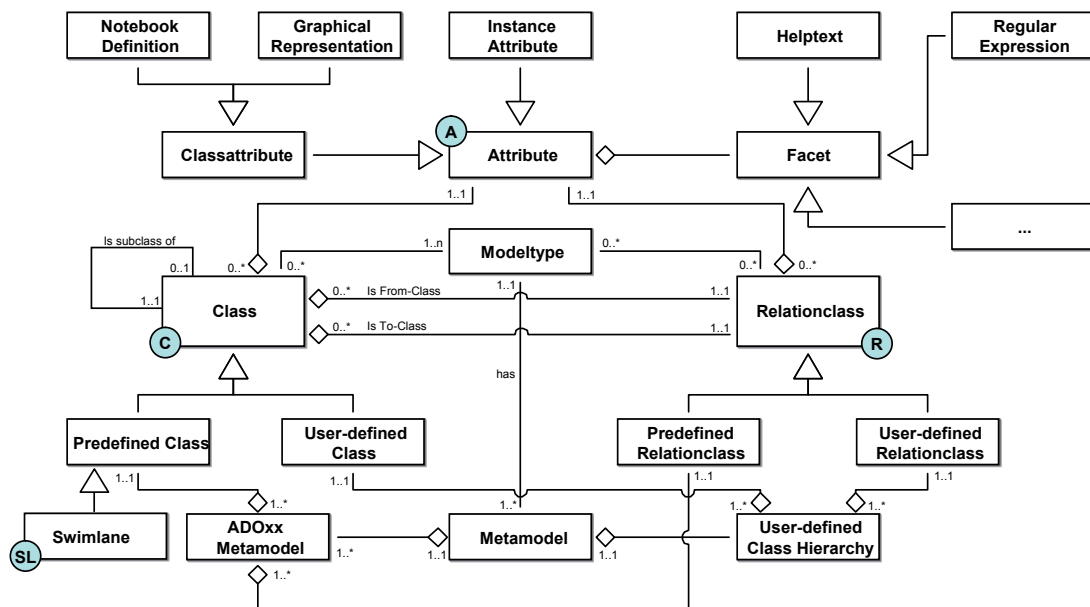 Notebook
Definition
Graphical
Representation
Instance
Attribute
Helptext
Regular
Expression
A
Classattribute
Attribute
Facet
1..1
1..1
...
Is subclass of
0..1
0..*
0..*
1..n
Modeltype
0..*
0..*
0..*
1..1
Class
0..*
Is From-Class
1..1
1..1
Relationclass
0..*
Is To-Class
1..1
C
R
has
Predefined Class
User-defined
Class
Predefined
Relationclass
User-defined
Relationclass
1..1
1..1
1..1
1..1
1..*
1..*
1..*
1..*
SL
Swimlane
ADOxx
Metamodel
1..*
1..1
Metamodel
1..1
User-defined
Class Hierarchy
1..*